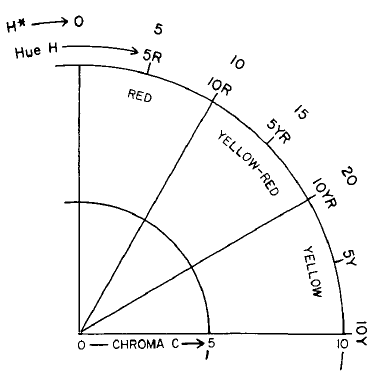 H* → 0 5 10 15 20
Hue H → 5R 10R 5YR 10YR 5Y 10Y
RED
YELLOW-RED
YELLOW
0 — CHROMA C → 5 10